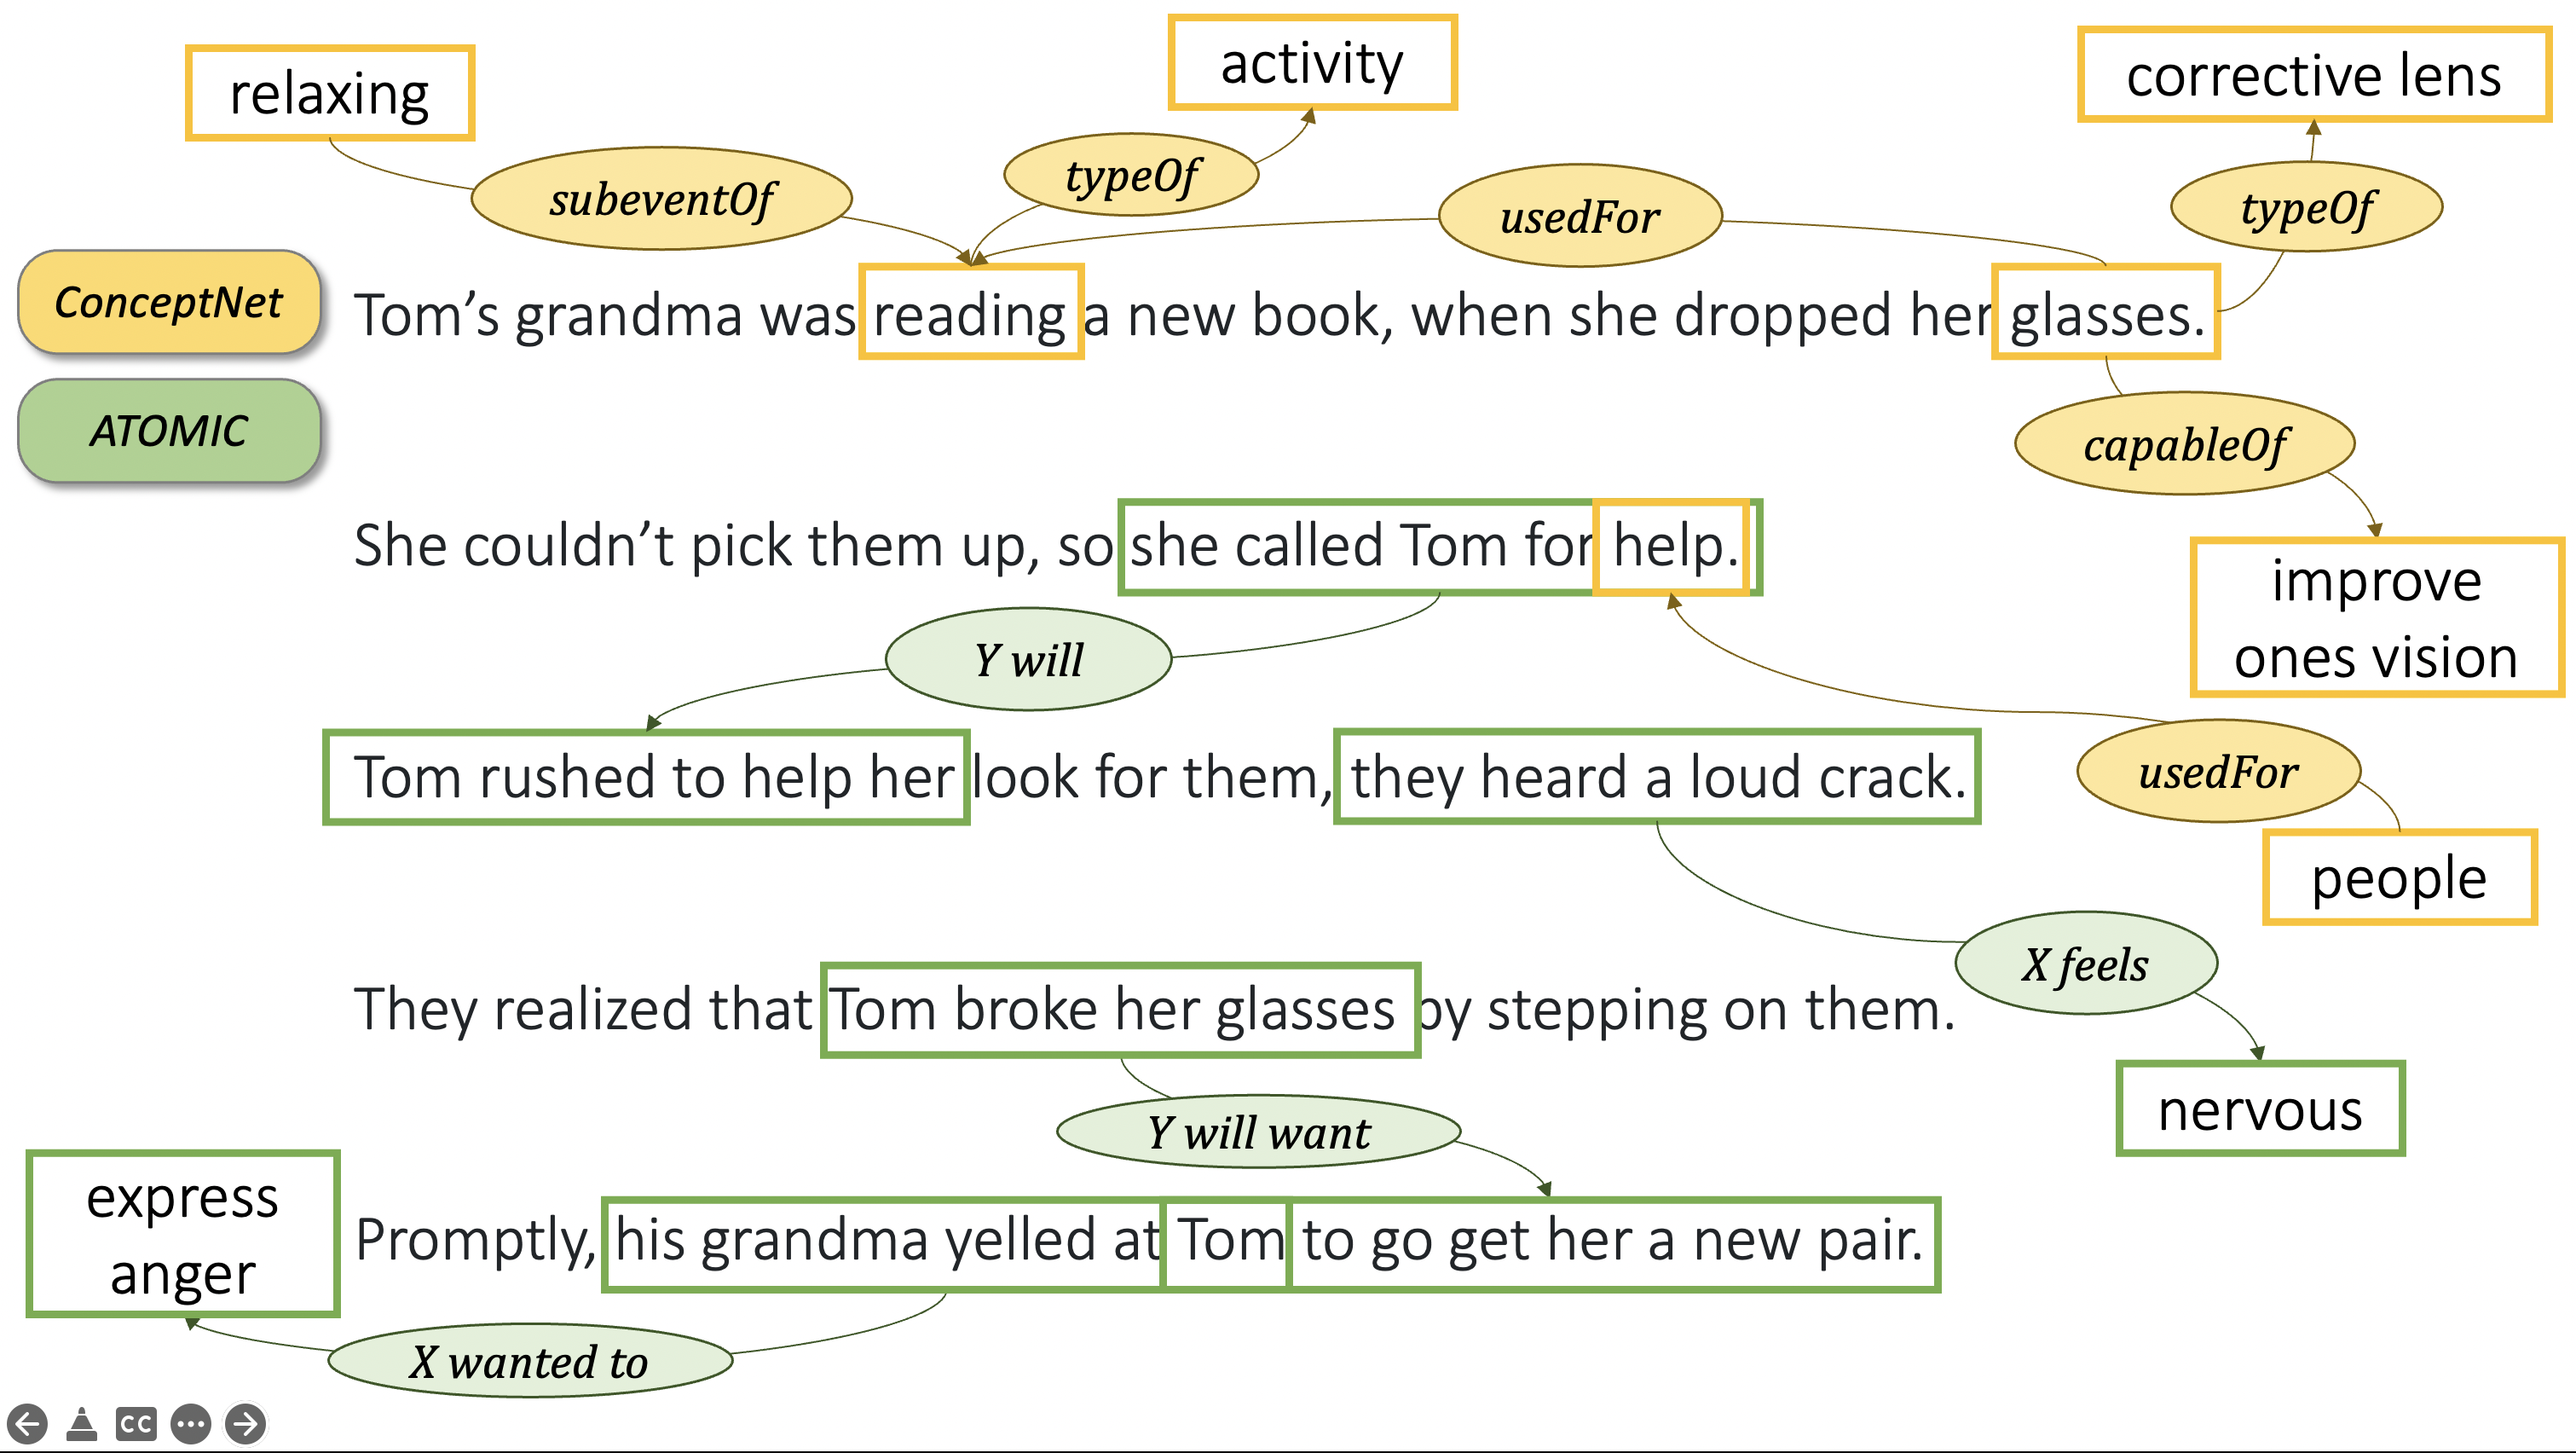 activity
corrective lens
relaxing
typeOf
subeventOf
usedFor
typeOf
ConceptNet
Tom’s grandma was reading a new book, when she dropped her glasses.
ATOMIC
capableOf
She couldn’t pick them up, so she called Tom for help.
improve
ones vision
Y will
Tom rushed to help her look for them, they heard a loud crack.
usedFor
people
X feels
They realized that Tom broke her glasses by stepping on them.
nervous
Y will want
express
anger
Promptly, his grandma yelled at Tom to go get her a new pair.
X wanted to
CC